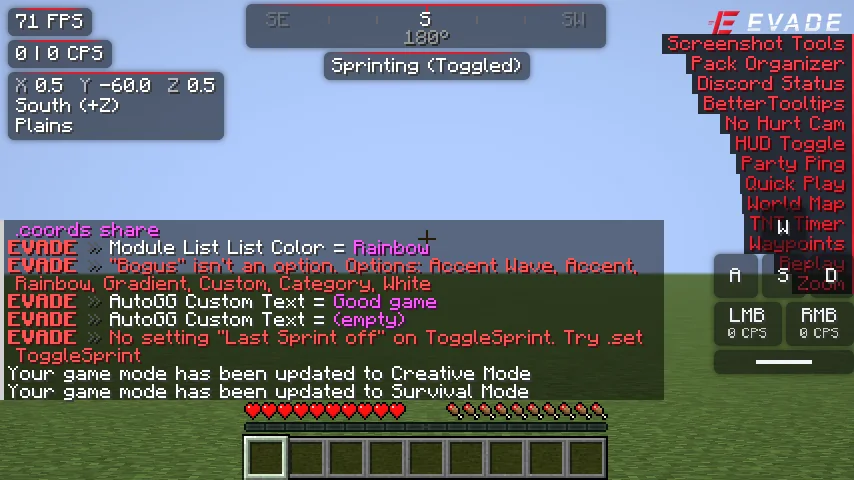 71 FPS
SE S SW
180°
EVADE
0 | 0 CPS
Sprinting (Toggled)
X 0.5 Y -60.0 Z 0.5
South (+Z)
Plains
Screenshot Tools
Pack Organizer
Discord Status
BetterTooltips
No Hurt Cam
HUD Toggle
Party Ping
Quick Play
World Map
TNT Timer
Waypoints
Replay
Zoom
W
A S D
LMB RMB
0 CPS 0 CPS
.coords share
EVADE » Module List List Color = Rainbow
EVADE » "Bogus" isn't an option. Options: Accent Wave, Accent,
Rainbow, Gradient, Custom, Category, White
EVADE » AutoGG Custom Text = Good game
EVADE » AutoGG Custom Text = (empty)
EVADE » No setting "Last Sprint off" on ToggleSprint. Try .set
ToggleSprint
Your game mode has been updated to Creative Mode
Your game mode has been updated to Survival Mode